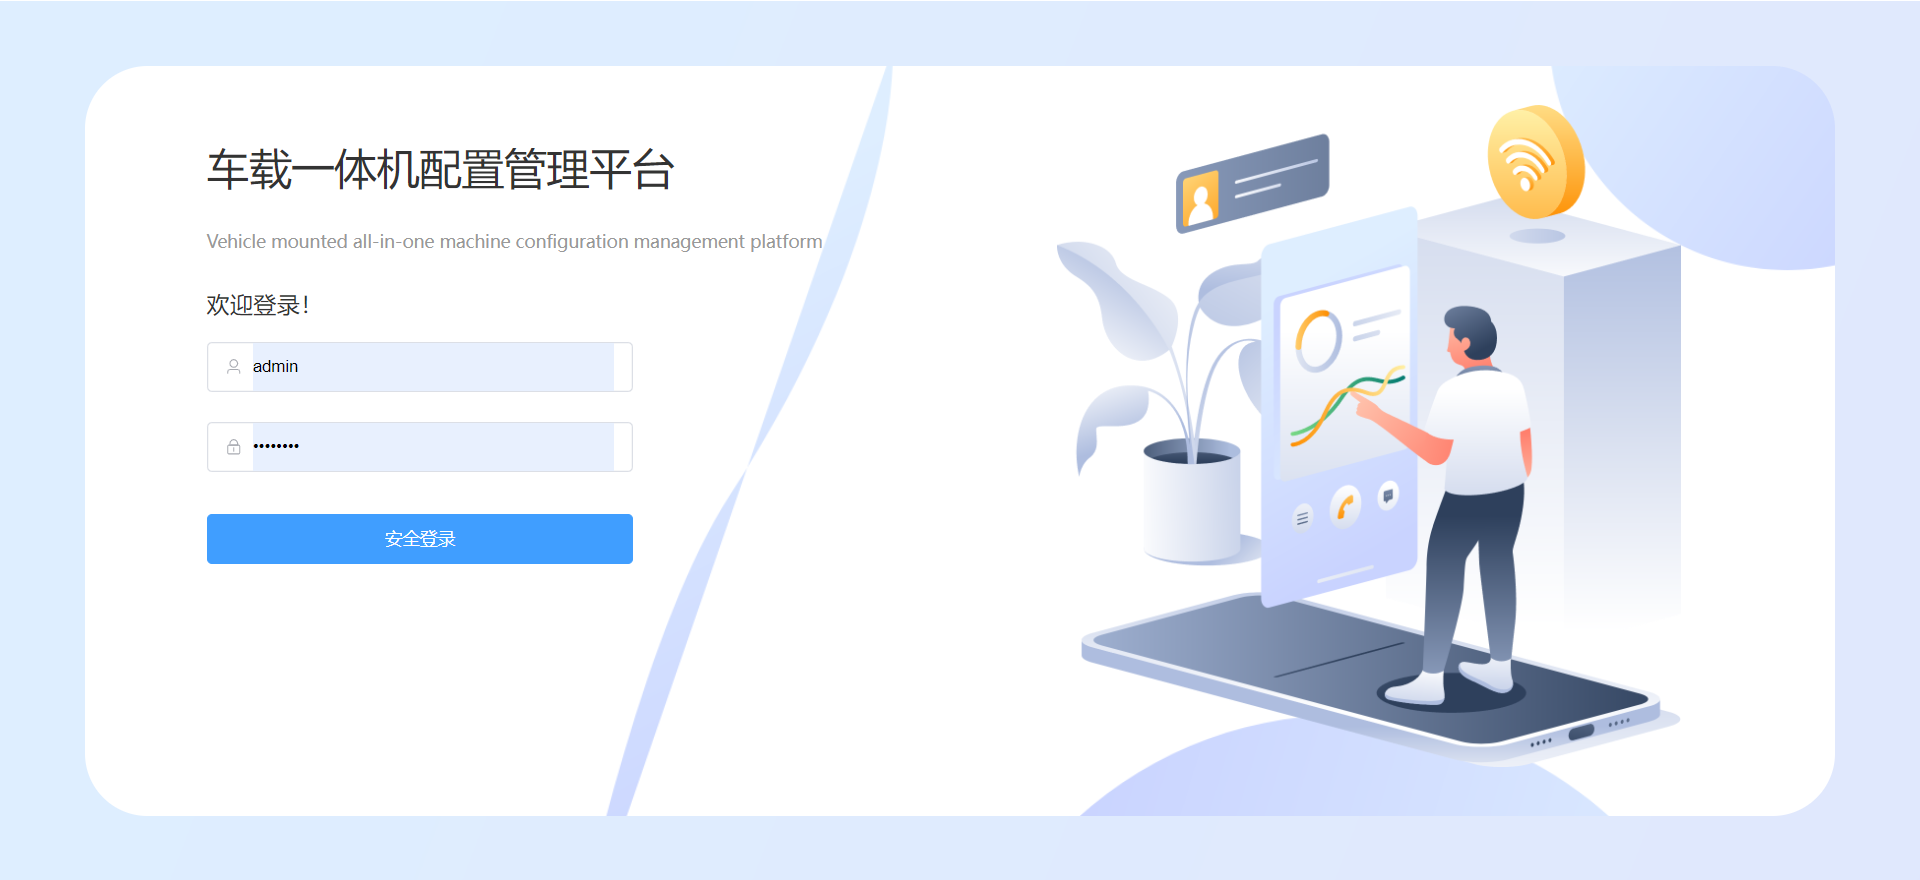 车载一体机配置管理平台
Vehicle mounted all-in-one machine configuration management platform
欢迎登录!
admin
••••••••
安全登录